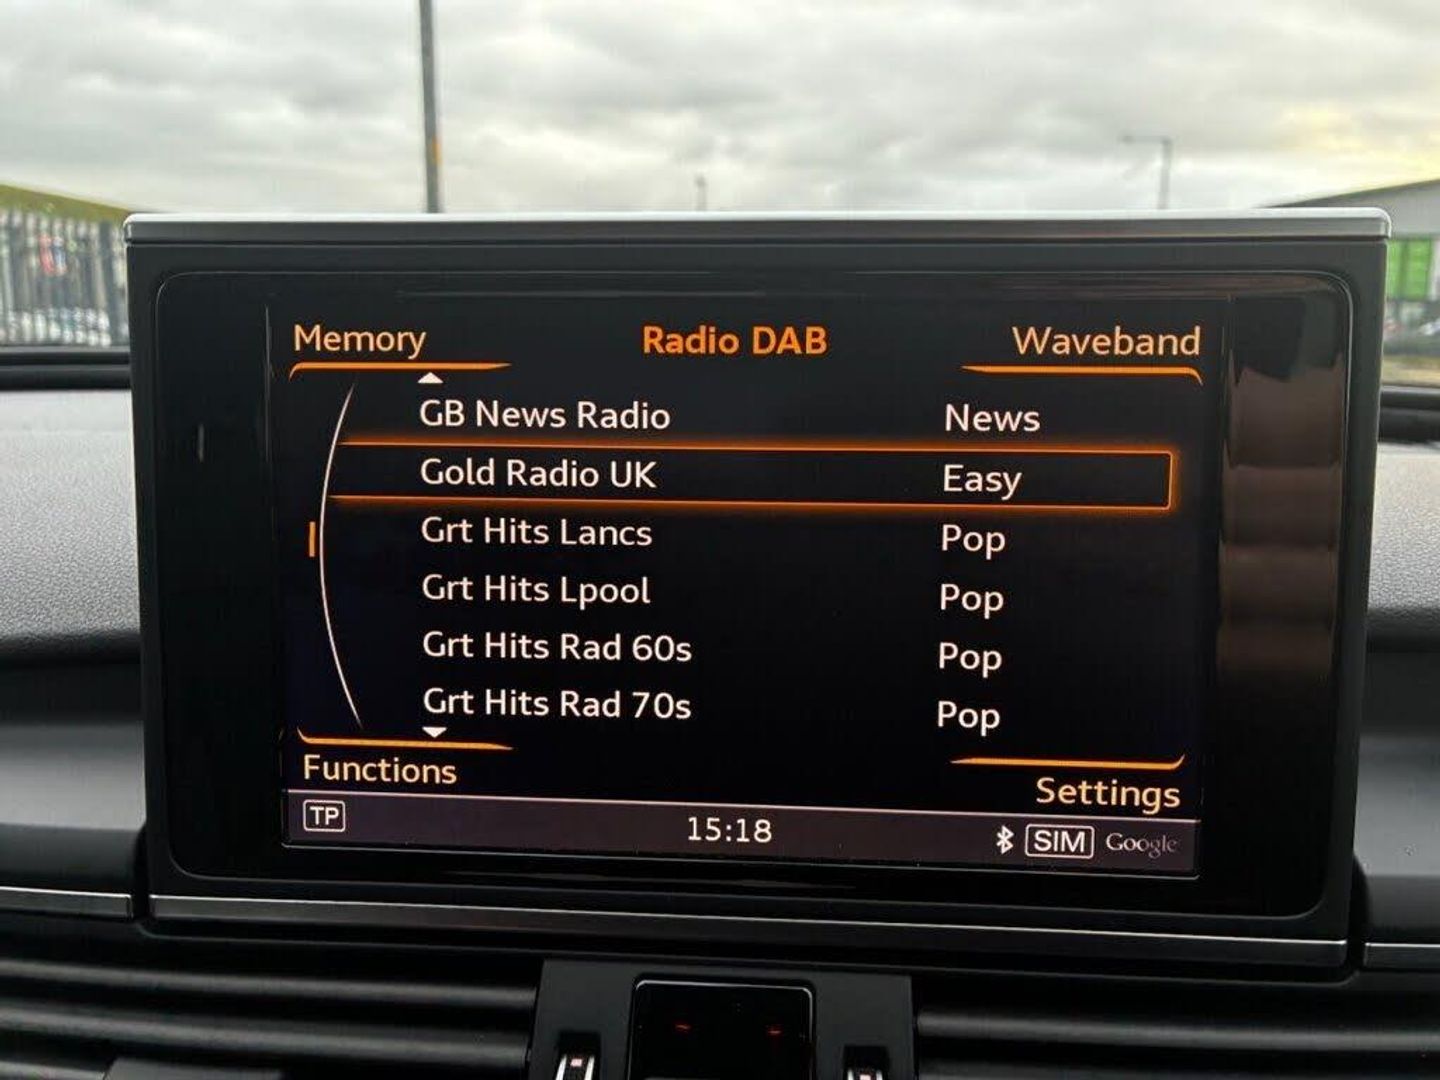 Memory Radio DAB Waveband
GB News Radio News
Gold Radio UK Easy
Grt Hits Lancs Pop
Grt Hits Lpool Pop
Grt Hits Rad 60s Pop
Grt Hits Rad 70s Pop
Functions Settings
TP 15:18 SIM Google